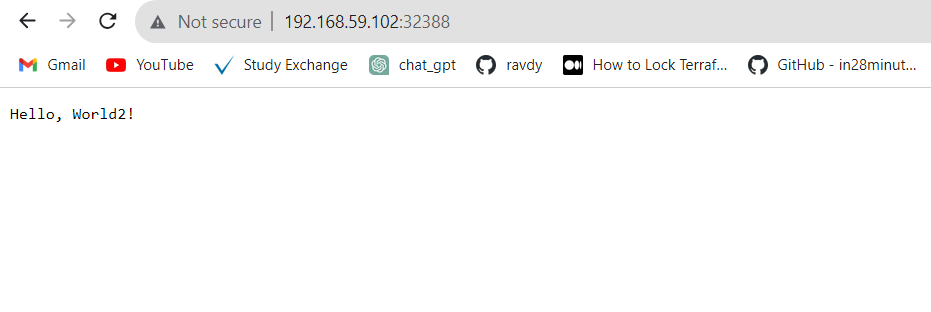 Not secure | 192.168.59.102:32388
Gmail YouTube Study Exchange chat_gpt ravdy How to Lock Terraf... GitHub - in28minut...
Hello, World2!